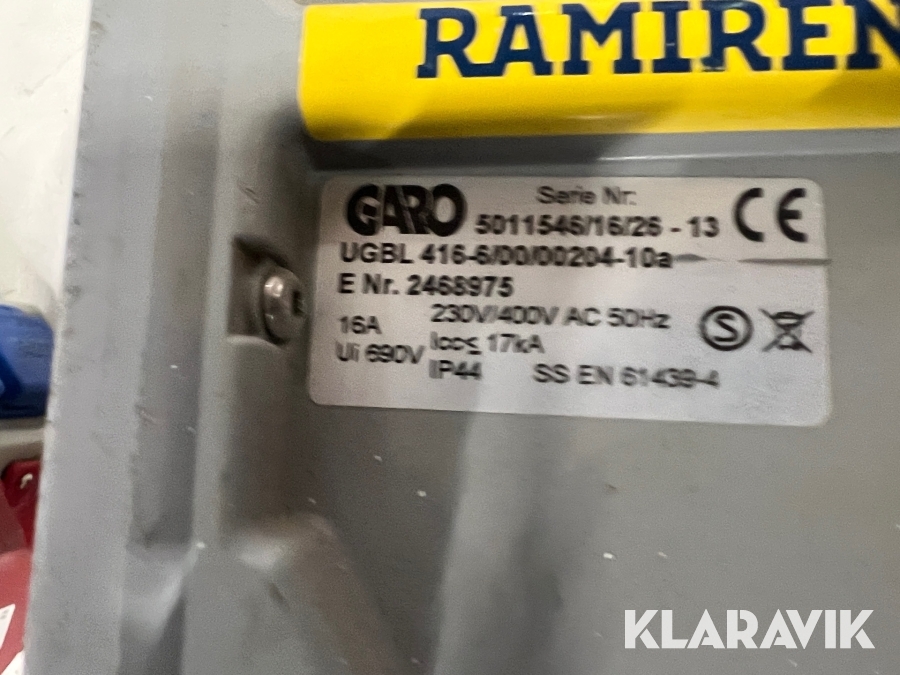 RAMIREN
GARO
Serie Nr:
5011546/16/26 - 13
CE
UGBL 416-6/00/00204-10a
E Nr. 2468975
16A
230V/400V AC 50Hz
Ui 690V
Icc≤ 17kA
IP44
SS EN 61439-4
S
KLARAVIK